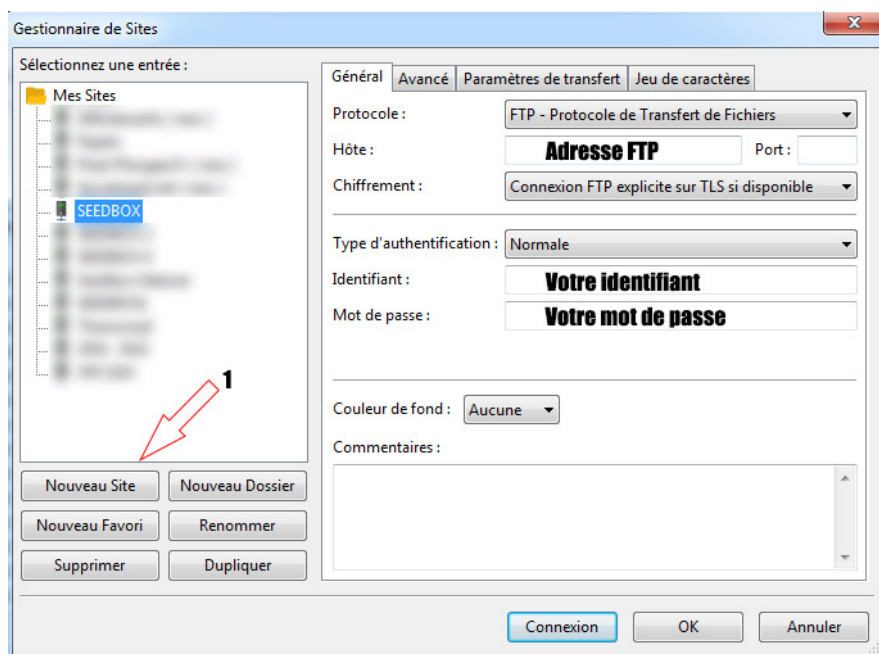 Gestionnaire de Sites
Sélectionnez une entrée :
Mes Sites
SEEDBOX
1
Nouveau Site
Nouveau Dossier
Nouveau Favori
Renommer
Supprimer
Dupliquer
Général
Avancé
Paramètres de transfert
Jeu de caractères
Protocole :
FTP - Protocole de Transfert de Fichiers
Hôte :
Adresse FTP
Port :
Chiffrement :
Connexion FTP explicite sur TLS si disponible
Type d'authentification :
Normale
Identifiant :
Votre identifiant
Mot de passe :
Votre mot de passe
Couleur de fond :
Aucune
Commentaires :
Connexion
OK
Annuler